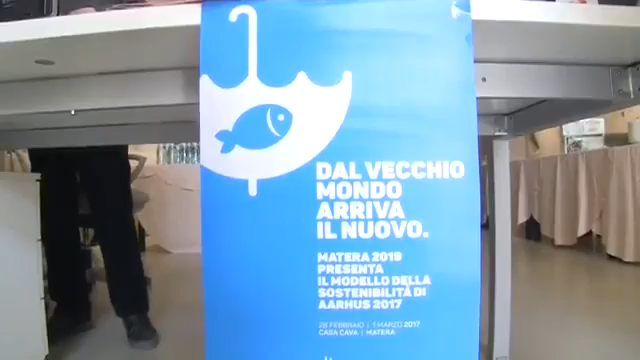 DAL VECCHIO
MONDO
ARRIVA
IL NUOVO.
MATERA 2019
PRESENTA
IL MODELLO DELLA
SOSTENIBILITÀ DI
AARHUS 2017
28 FEBBRAIO | 1 MARZO 2017
CASA CAVA | MATERA